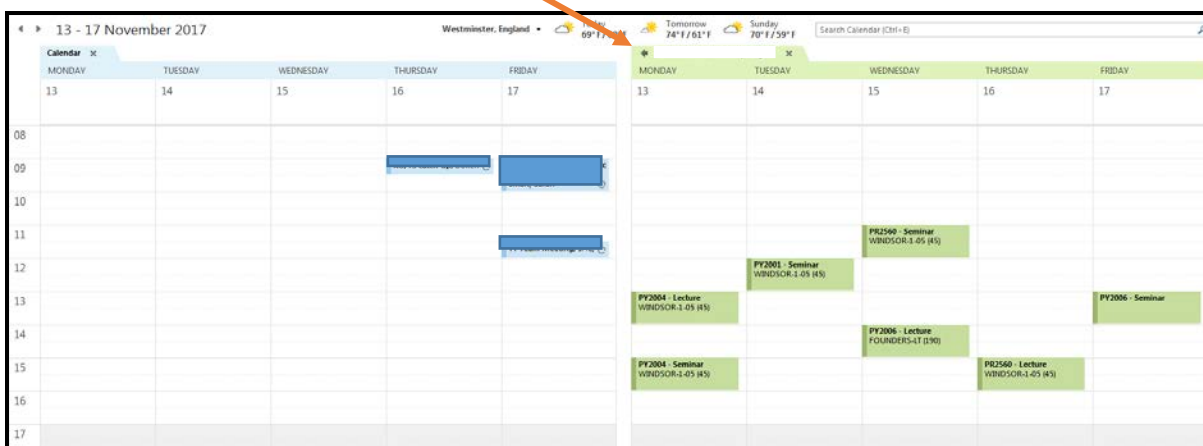 13 - 17 November 2017
Westminster, England
Today
69° F /
Tomorrow
74° F / 61° F
Sunday
70° F / 59° F
Search Calendar (Ctrl+E)
Calendar x
x
MONDAY TUESDAY WEDNESDAY THURSDAY FRIDAY
MONDAY TUESDAY WEDNESDAY THURSDAY FRIDAY
13 14 15 16 17
13 14 15 16 17
08
09
10
11
PR2560 - Seminar
WINDSOR-1-05 (45)
12
PY2001 - Seminar
WINDSOR-1-05 (45)
13
PY2004 - Lecture
WINDSOR-1-05 (45)
PY2006 - Seminar
14
PY2006 - Lecture
FOUNDERS-LT (190)
15
PY2004 - Seminar
WINDSOR-1-05 (45)
PR2560 - Lecture
WINDSOR-1-05 (45)
16
17